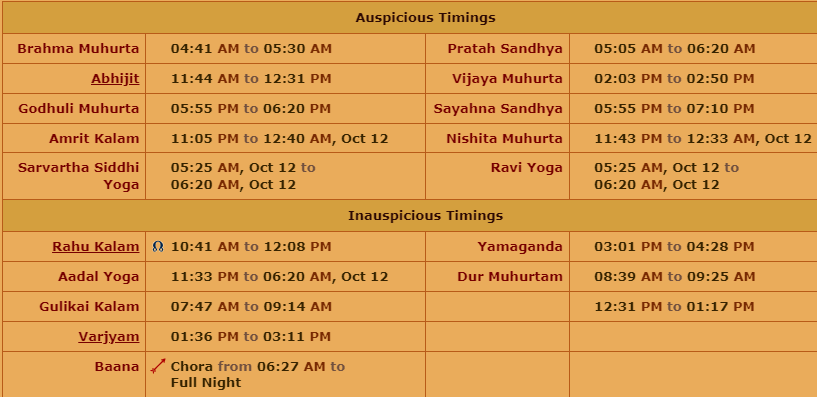 Auspicious Timings
Brahma Muhurta 04:41 AM to 05:30 AM Pratah Sandhya 05:05 AM to 06:20 AM
Abhijit 11:44 AM to 12:31 PM Vijaya Muhurta 02:03 PM to 02:50 PM
Godhuli Muhurta 05:55 PM to 06:20 PM Sayahna Sandhya 05:55 PM to 07:10 PM
Amrit Kalam 11:05 PM to 12:40 AM, Oct 12 Nishita Muhurta 11:43 PM to 12:33 AM, Oct 12
Sarvartha Siddhi 05:25 AM, Oct 12 to Ravi Yoga 05:25 AM, Oct 12 to
Yoga 06:20 AM, Oct 12 06:20 AM, Oct 12
Inauspicious Timings
Rahu Kalam 10:41 AM to 12:08 PM Yamaganda 03:01 PM to 04:28 PM
Aadal Yoga 11:33 PM to 06:20 AM, Oct 12 Dur Muhurtam 08:39 AM to 09:25 AM
Gulikai Kalam 07:47 AM to 09:14 AM 12:31 PM to 01:17 PM
Varjyam 01:36 PM to 03:11 PM
Baana Chora from 06:27 AM to
Full Night